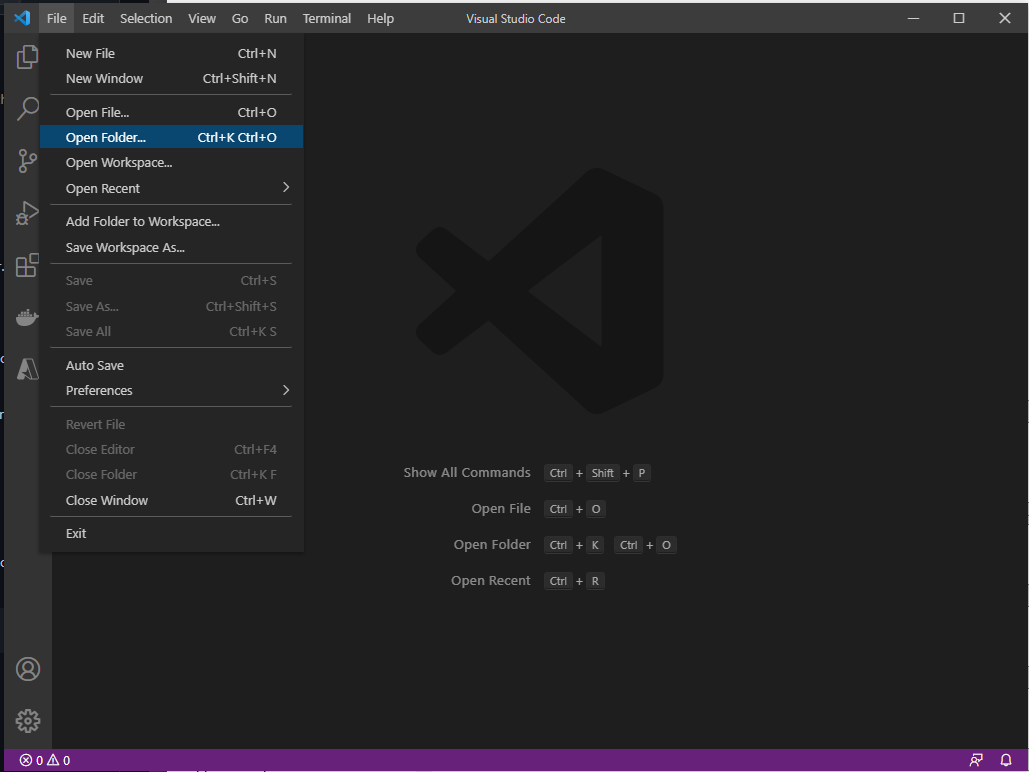 File Edit Selection View Go Run Terminal Help Visual Studio Code
New File Ctrl+N
New Window Ctrl+Shift+N
Open File... Ctrl+O
Open Folder... Ctrl+K Ctrl+O
Open Workspace...
Open Recent
Add Folder to Workspace...
Save Workspace As...
Save Ctrl+S
Save As... Ctrl+Shift+S
Save All Ctrl+K S
Auto Save
Preferences
Revert File
Close Editor Ctrl+F4
Close Folder Ctrl+K F
Close Window Ctrl+W
Exit
Show All Commands Ctrl + Shift + P
Open File Ctrl + O
Open Folder Ctrl + K Ctrl + O
Open Recent Ctrl + R
0 0